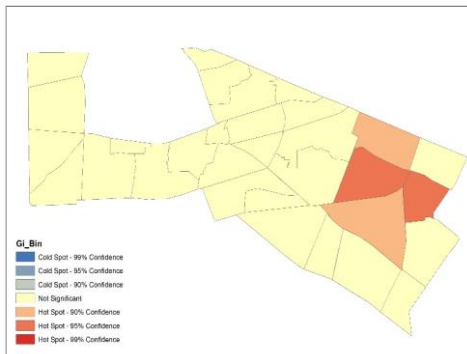 Gi_Bin
Cold Spot - 99% Confidence
Cold Spot - 95% Confidence
Cold Spot - 90% Confidence
Not Significant
Hot Spot - 90% Confidence
Hot Spot - 95% Confidence
Hot Spot - 99% Confidence